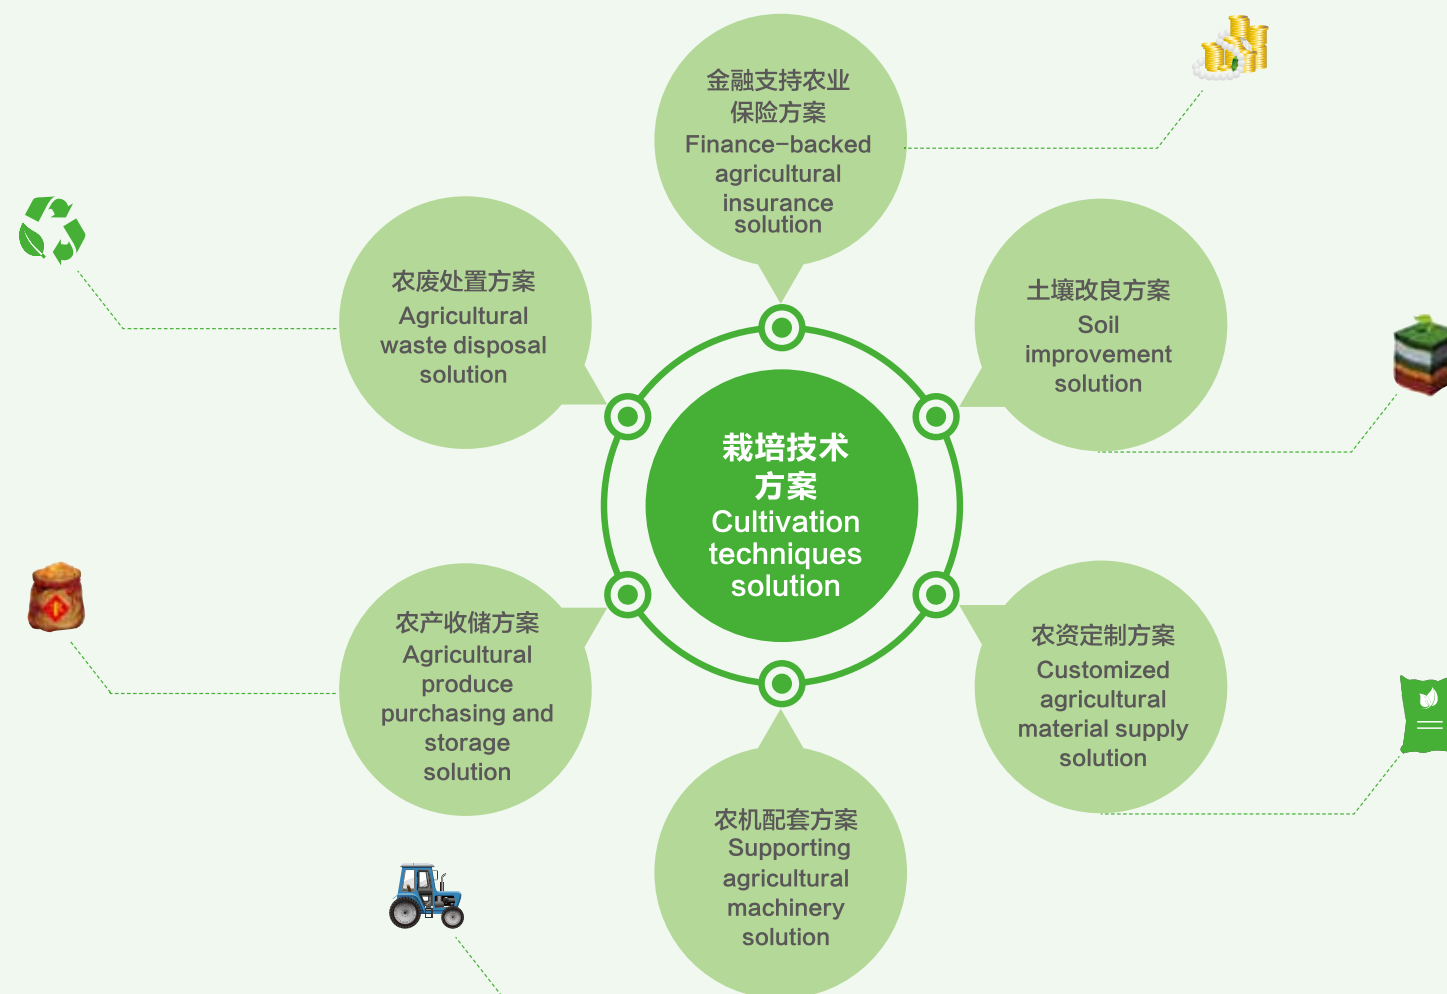 金融支持农业
保险方案
Finance-backed
agricultural
insurance
solution
农废处置方案
Agricultural
waste disposal
solution
土壤改良方案
Soil
improvement
solution
栽培技术
方案
Cultivation
techniques
solution
农产收储方案
Agricultural
produce
purchasing and
storage
solution
农资定制方案
Customized
agricultural
material supply
solution
农机配套方案
Supporting
agricultural
machinery
solution